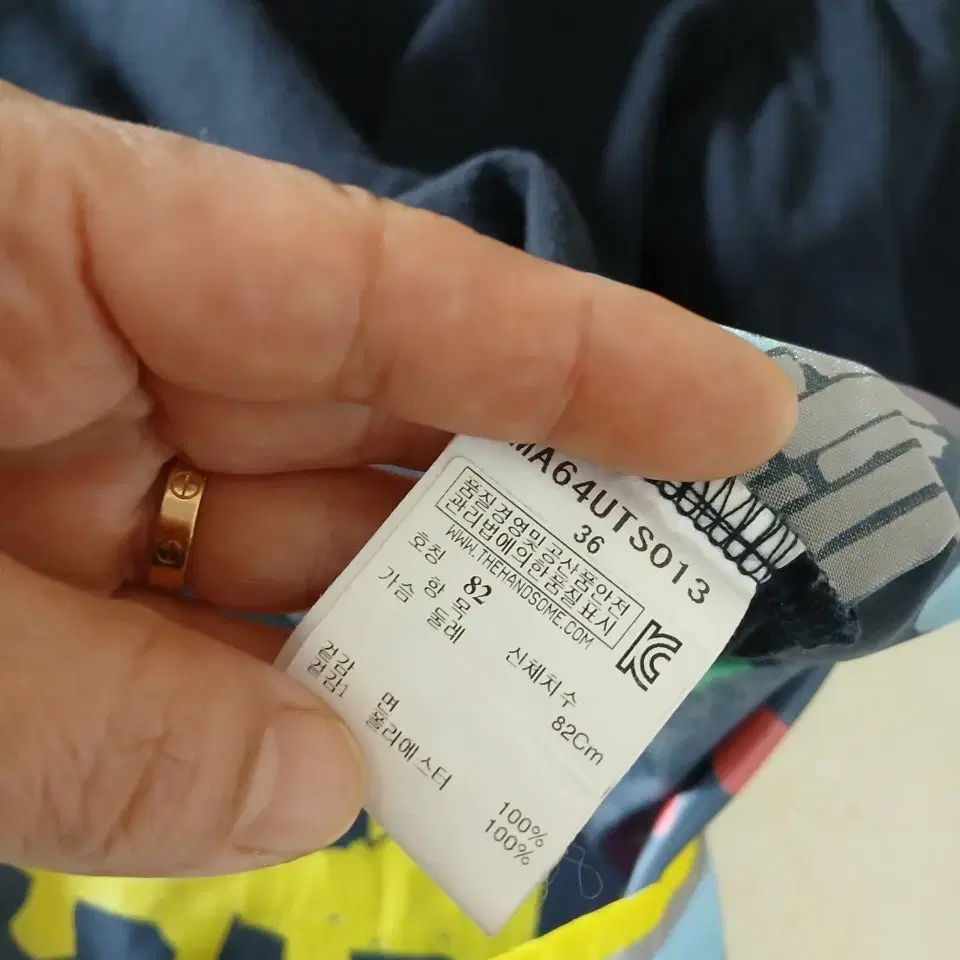 MA64UTS013
36
품질경영및공산품안전
관리법에의한품질표시
WWW.THEHANDSOME.COM
호칭 82
항목 신체치수
가슴둘레 82Cm
겉감 면 100%
겉감1 폴리에스터 100%